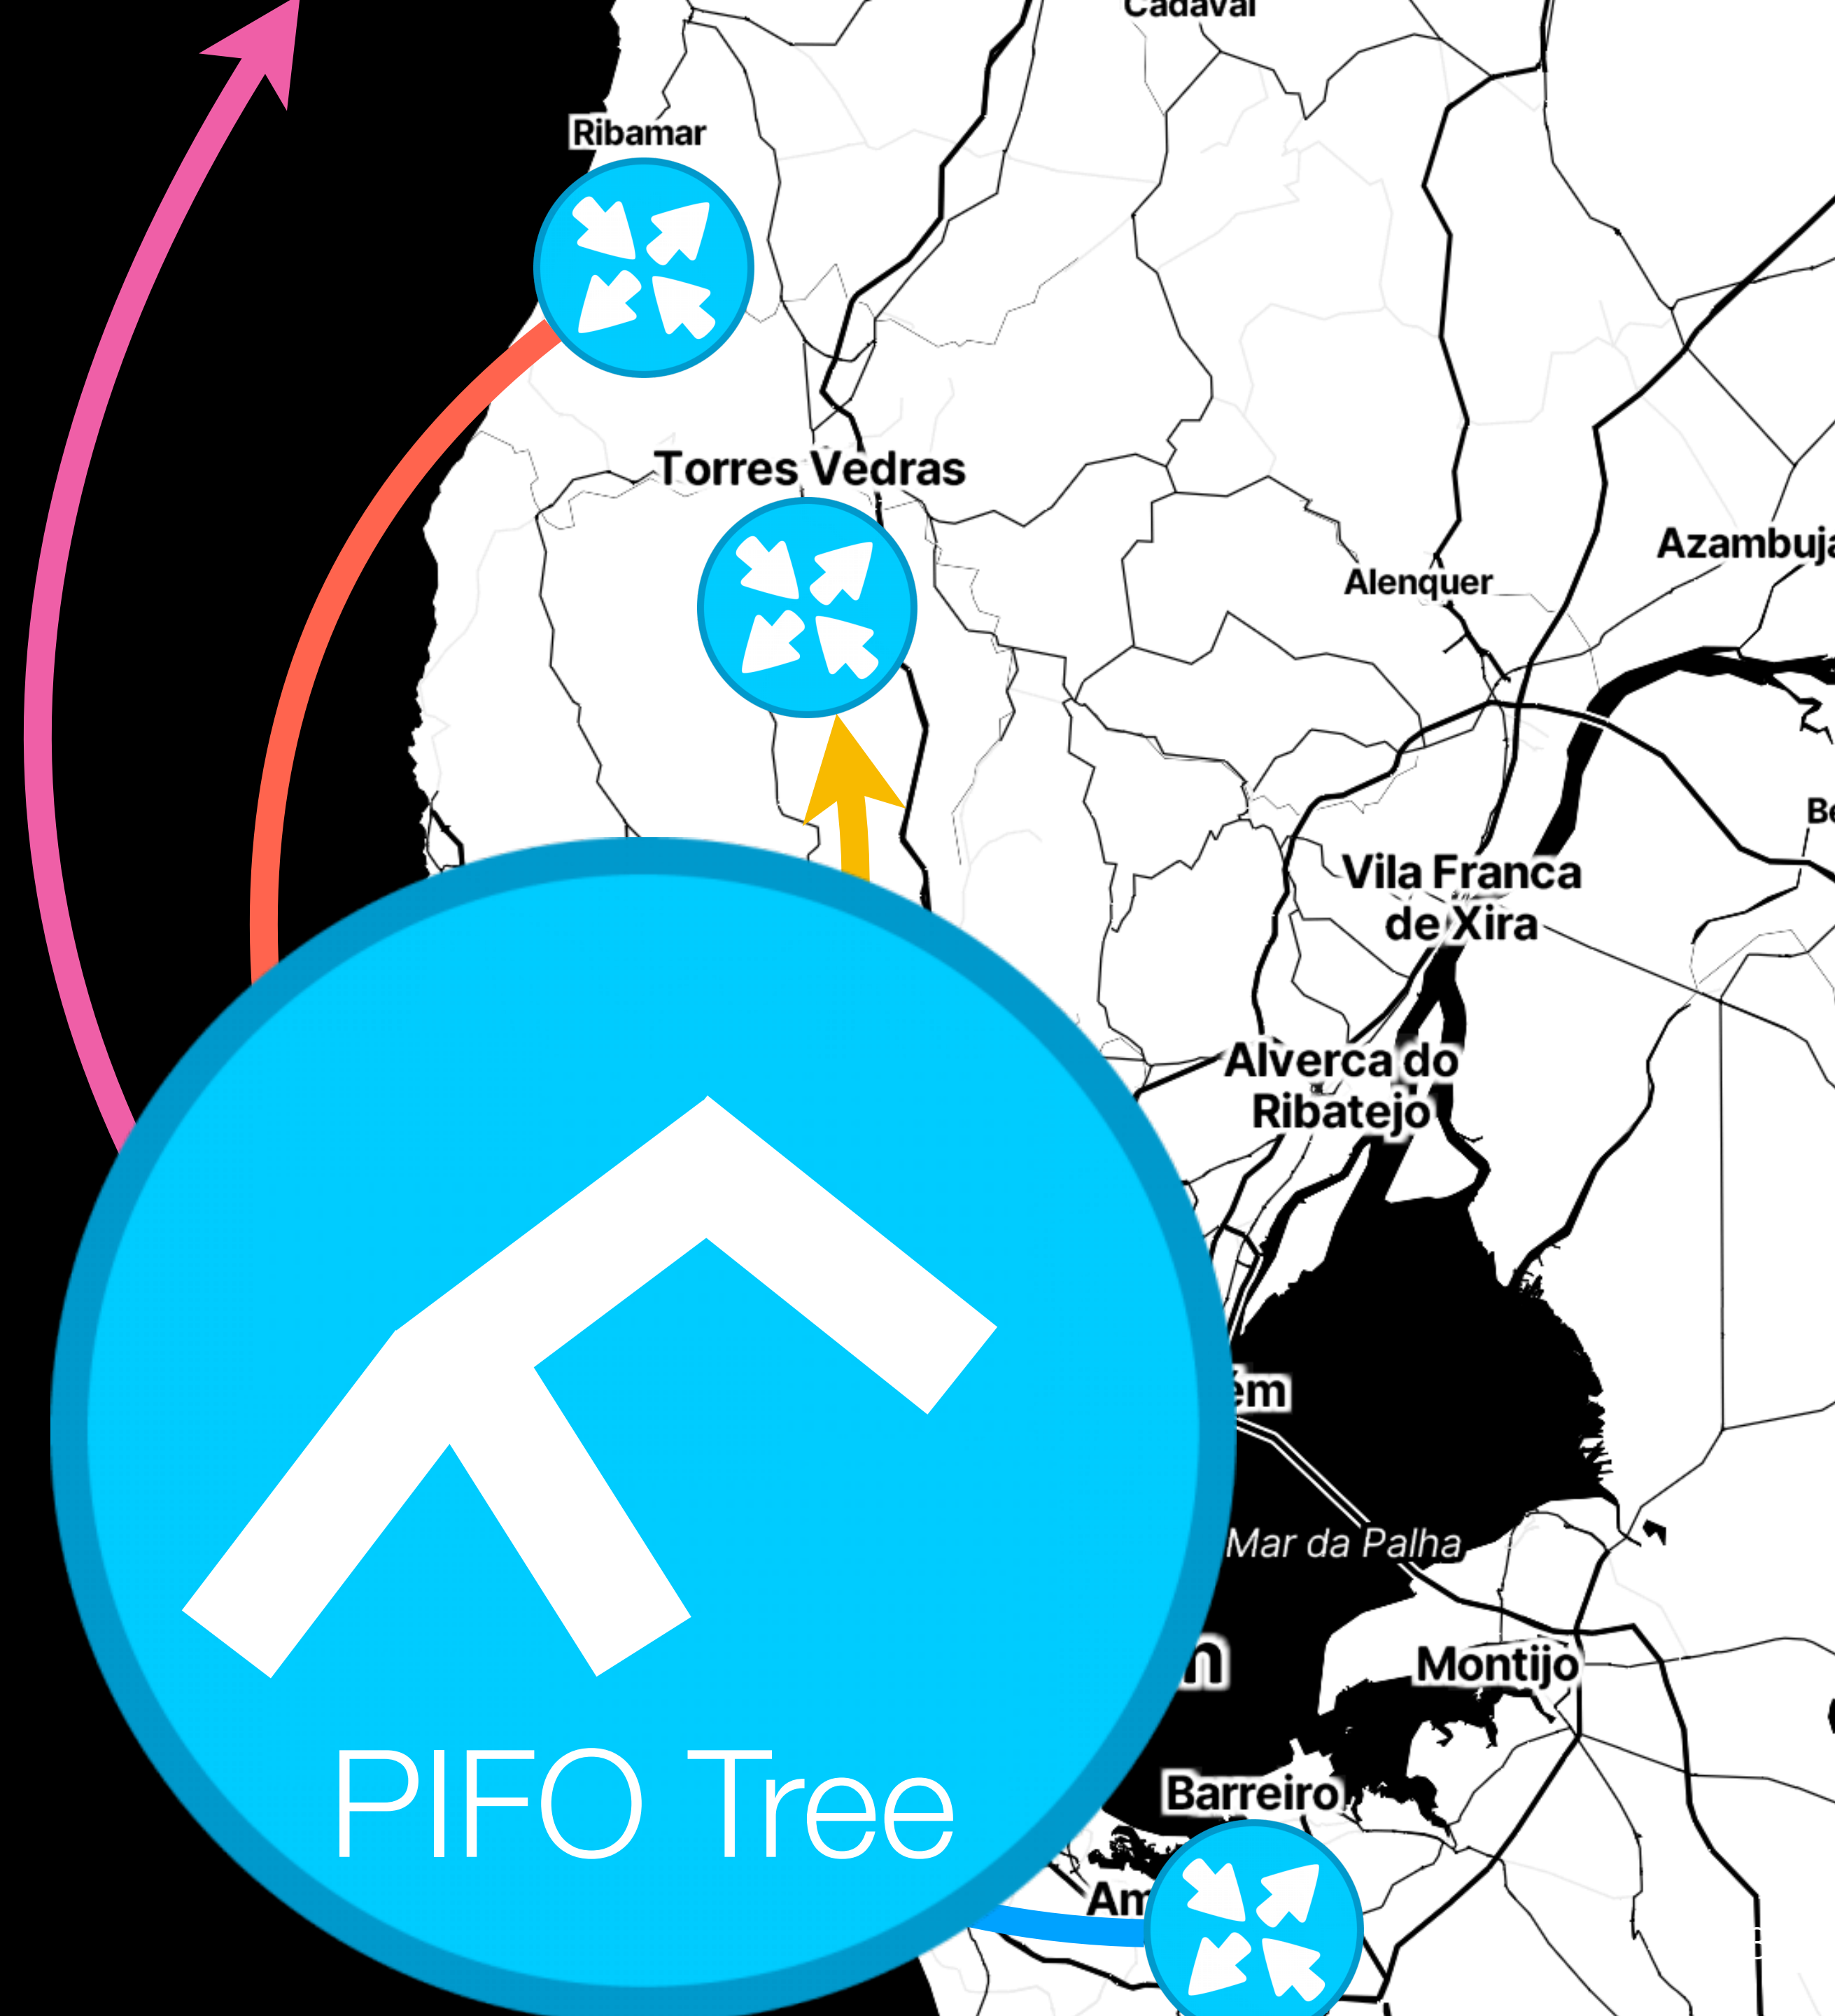 Cadaval
Ribamar
Torres Vedras
Azambuja
Alenquer
Vila Franca
de Xira
Alverca do
Ribatejo
Mar da Palha
Montijo
Barreiro
PIFO Tree